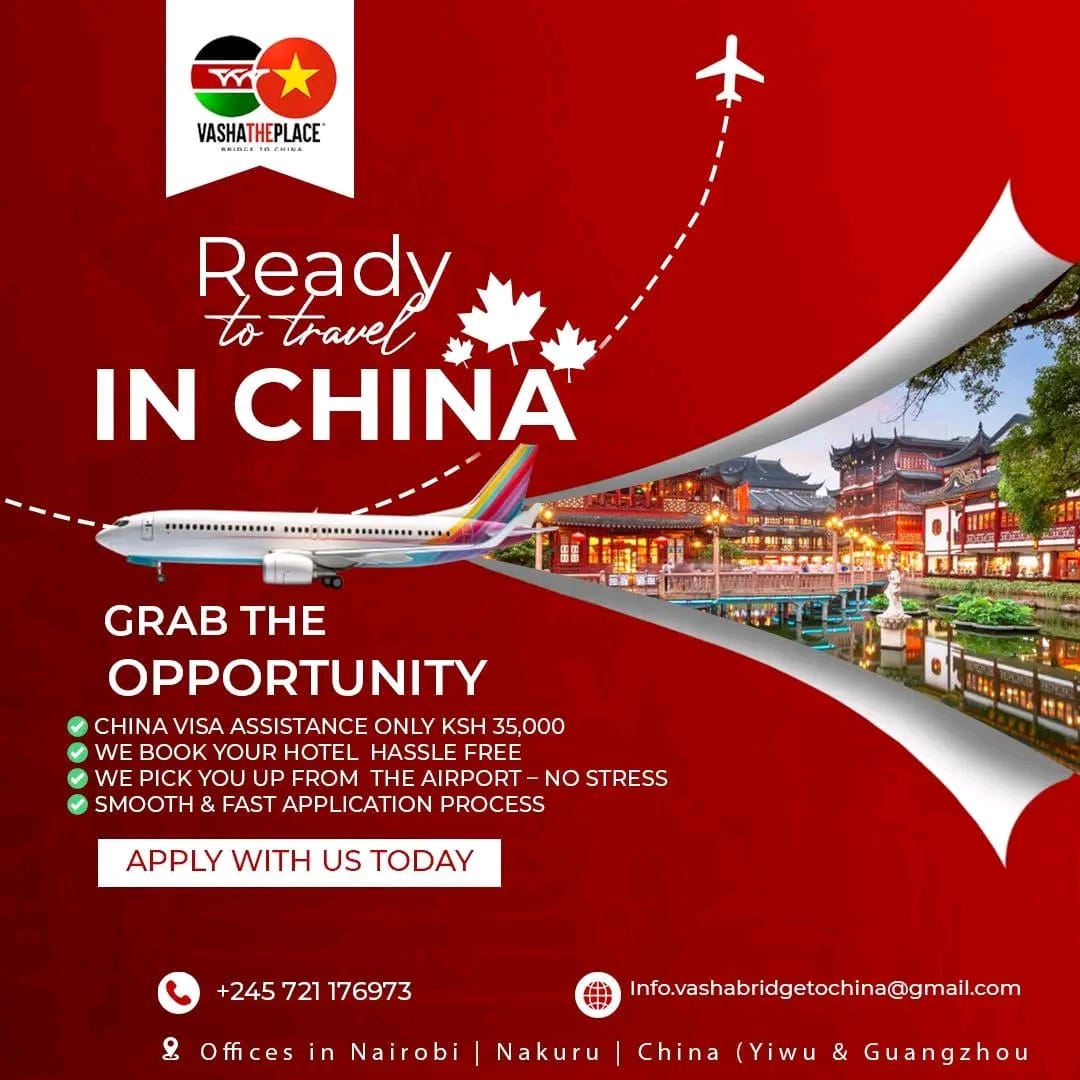 VASHATHEPLACE
BRIDGE TO CHINA
Ready
to travel
IN CHINA
GRAB THE
OPPORTUNITY
CHINA VISA ASSISTANCE ONLY KSH 35,000
WE BOOK YOUR HOTEL HASSLE FREE
WE PICK YOU UP FROM THE AIRPORT – NO STRESS
SMOOTH & FAST APPLICATION PROCESS
APPLY WITH US TODAY
+245 721 176973
Info.vashabridgetochina@gmail.com
Offices in Nairobi | Nakuru | China (Yiwu & Guangzhou